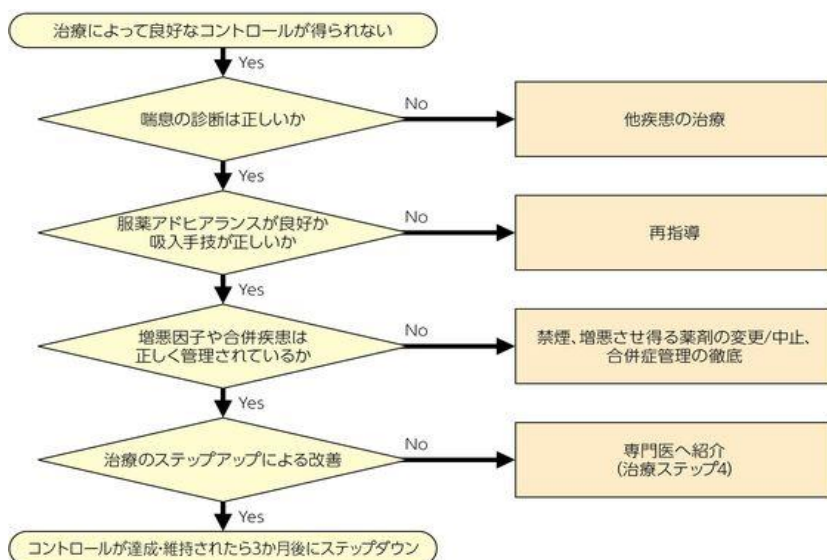 治療によって良好なコントロールが得られない
Yes
喘息の診断は正しいか
No
他疾患の治療
Yes
服薬アドヒアランスが良好か
吸入手技が正しいか
No
再指導
Yes
増悪因子や合併疾患は
正しく管理されているか
No
禁煙、増悪させ得る薬剤の変更/中止、
合併症管理の徹底
Yes
治療のステップアップによる改善
No
専門医へ紹介
(治療ステップ4)
Yes
コントロールが達成・維持されたら3か月後にステップダウン